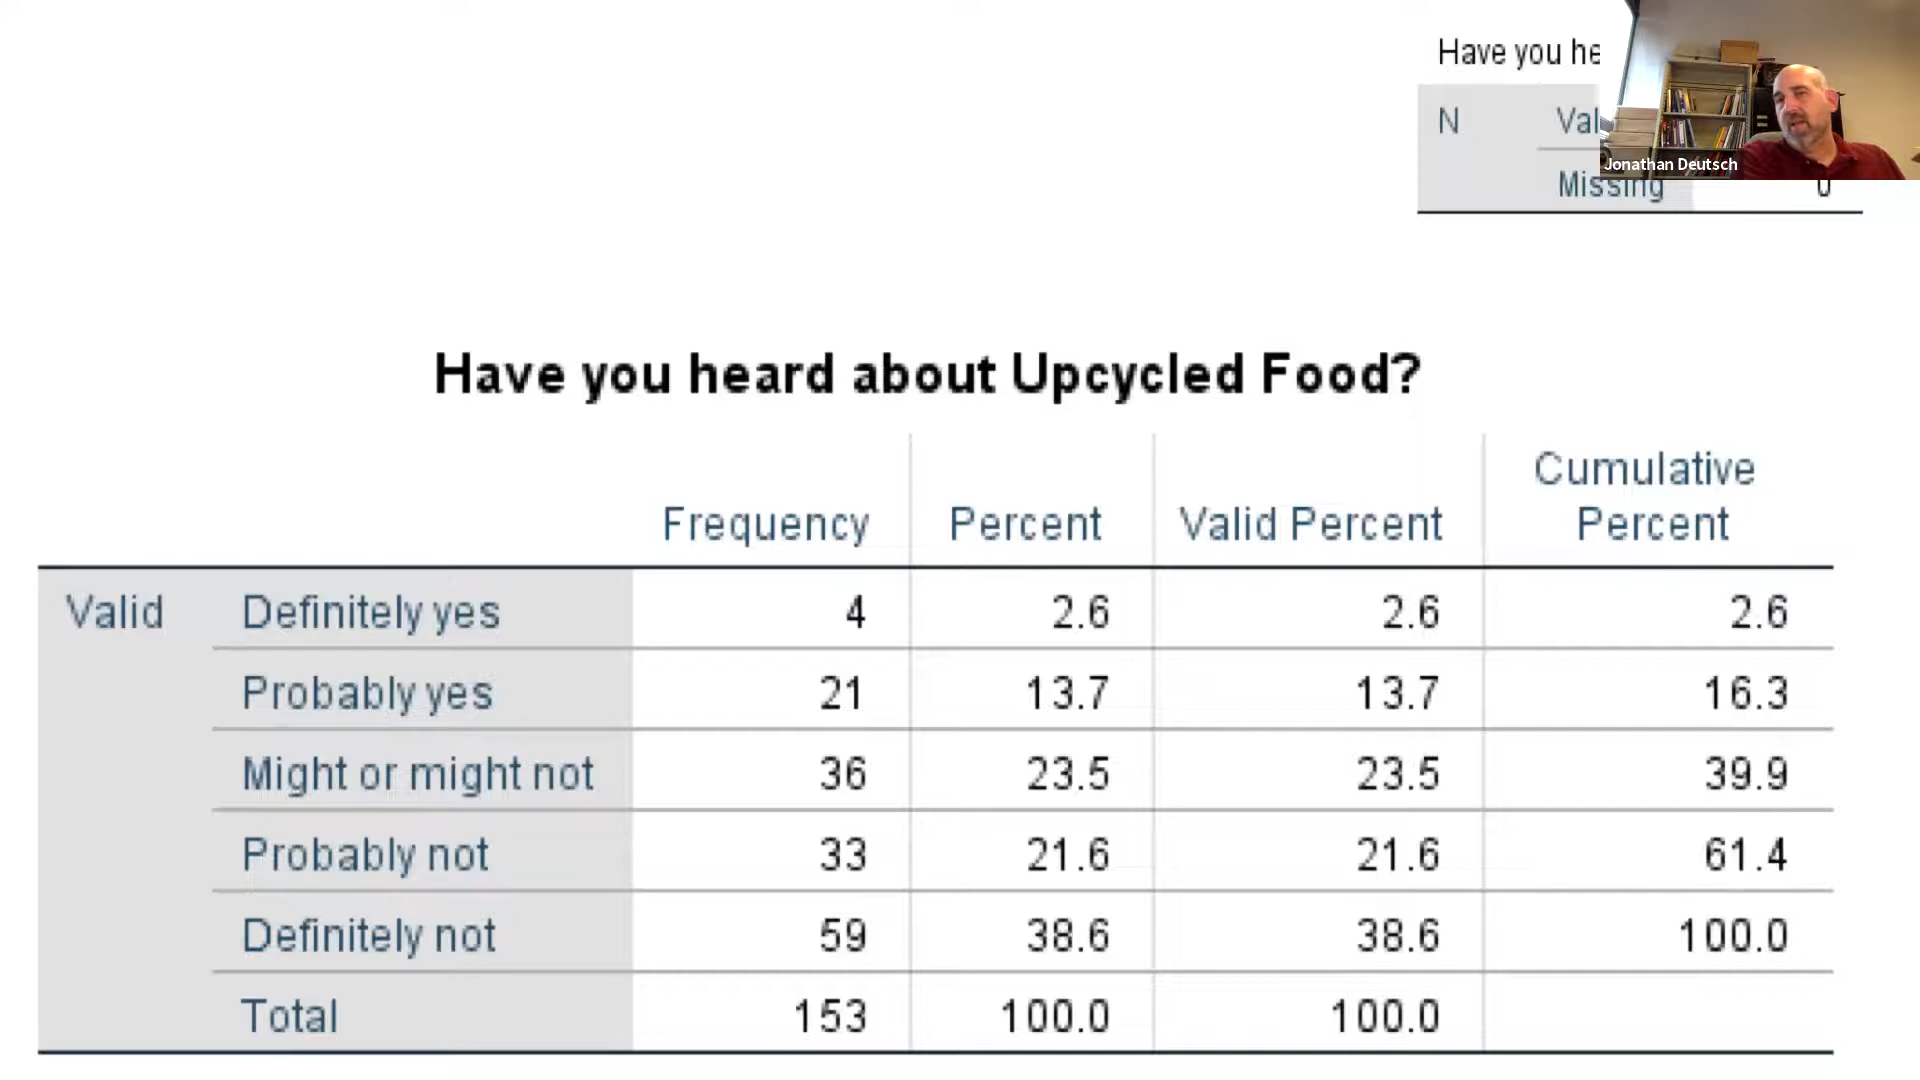 Have you he
N Val
Jonathan Deutsch
Missing 0
Have you heard about Upcycled Food?
Cumulative
Frequency Percent Valid Percent Percent
Valid Definitely yes 4 2.6 2.6 2.6
Probably yes 21 13.7 13.7 16.3
Might or might not 36 23.5 23.5 39.9
Probably not 33 21.6 21.6 61.4
Definitely not 59 38.6 38.6 100.0
Total 153 100.0 100.0